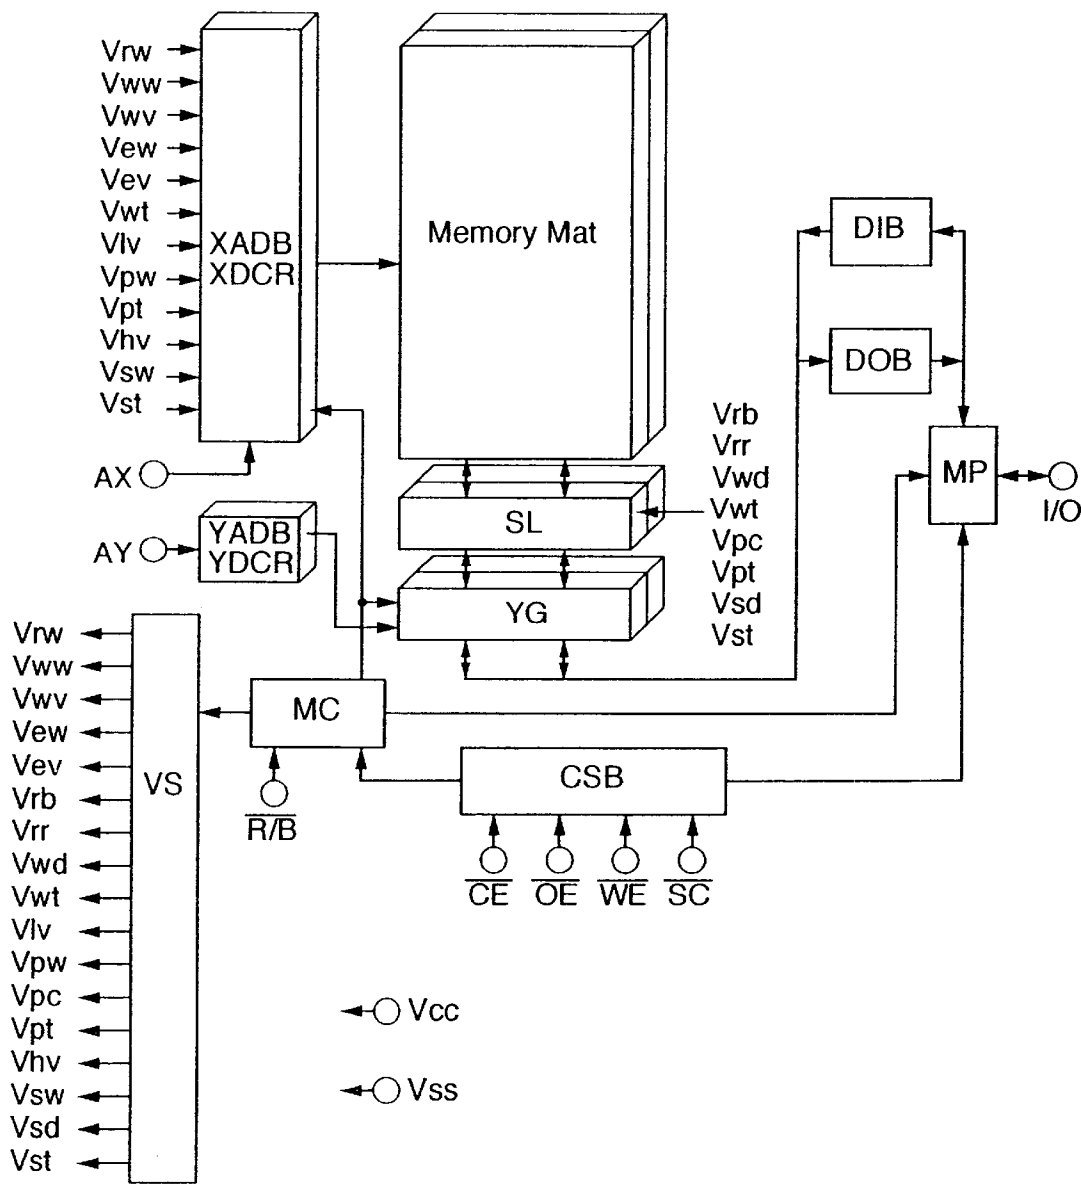 Vrw
Vww
Vwv
Vew
Vev
Vwt
Vlv
Vpw
Vpt
Vhv
Vsw
Vst
XADB
XDCR
Memory Mat
DIB
DOB
AX
AY
YADB
YDCR
SL
YG
Vrb
Vrr
Vwd
Vwt
Vpc
Vpt
Vsd
Vst
MP
I/O
Vrw
Vww
Vwv
Vew
Vev
Vrb
Vrr
Vwd
Vwt
Vlv
Vpw
Vpc
Vpt
Vhv
Vsw
Vsd
Vst
VS
MC
R/B
CSB
CE
OE
WE
SC
Vcc
Vss